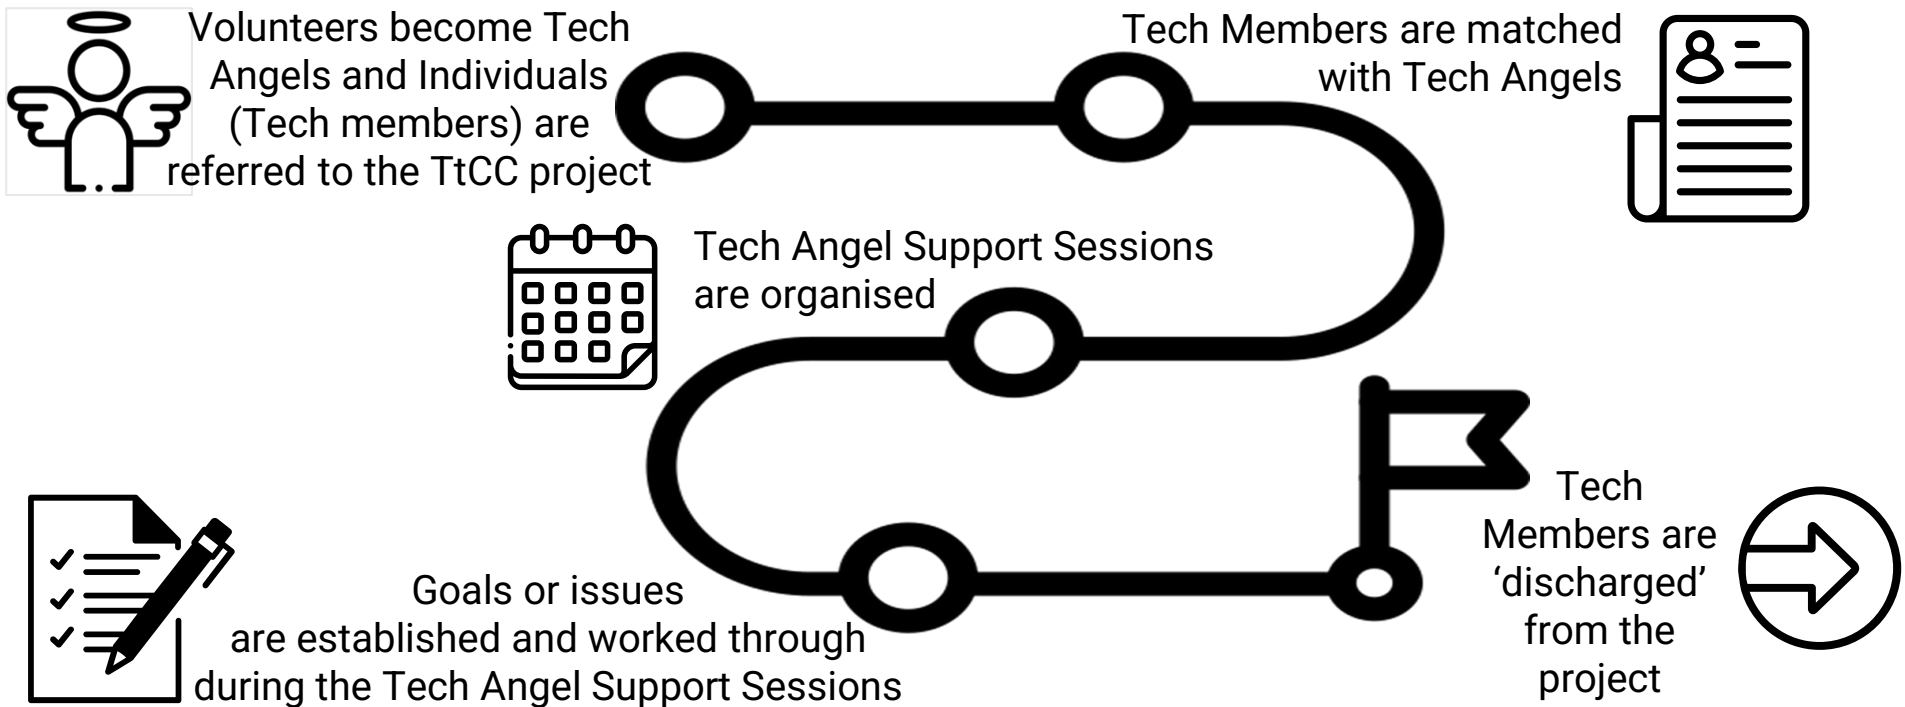 Volunteers become Tech
Angels and Individuals
(Tech members) are
referred to the TtCC project
Tech Members are matched
with Tech Angels
Tech Angel Support Sessions
are organised
Goals or issues
are established and worked through
during the Tech Angel Support Sessions
Tech
Members are
‘discharged’
from the
project